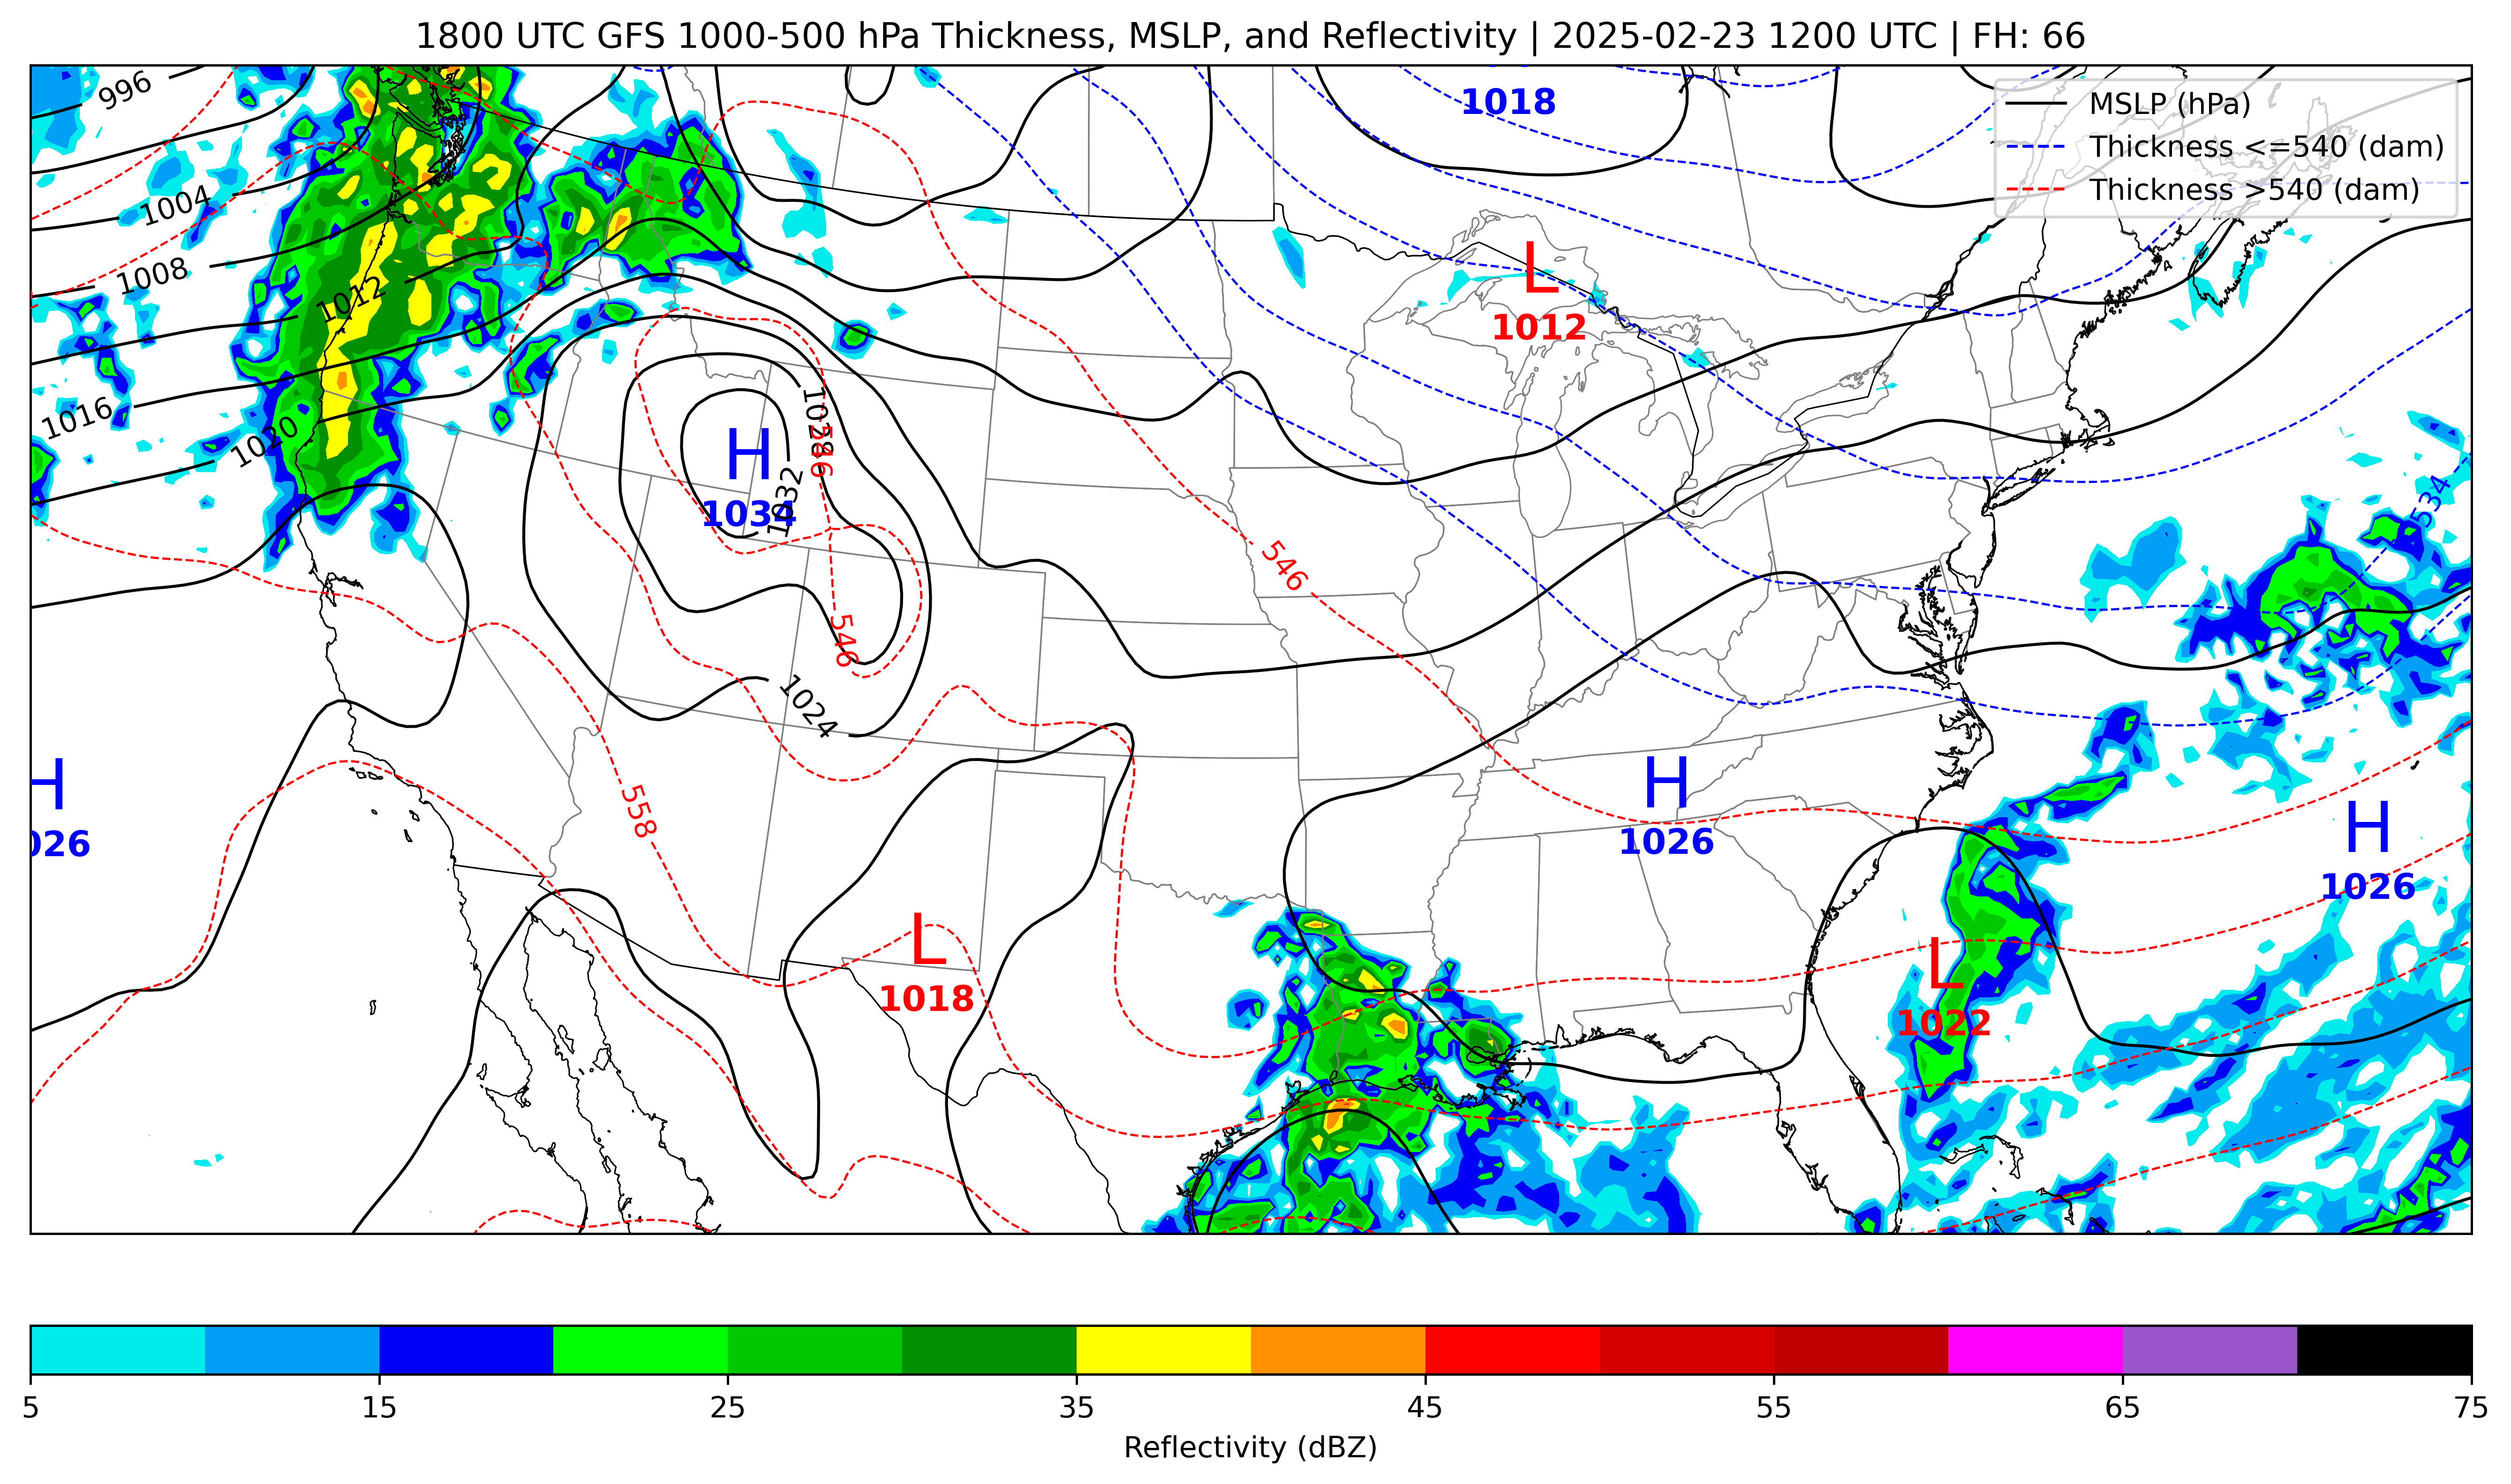 1800 UTC GFS 1000-500 hPa Thickness, MSLP, and Reflectivity | 2025-02-23 1200 UTC | FH: 66
MSLP (hPa)
Thickness <=540 (dam)
Thickness >540 (dam)
996
1018
1004
1008
L
1012
1012
1028
546
1016
1020
H
1034
1032
534
546
546
1024
558
H
026
H
1026
H
1026
L
1018
L
1022
5
15
25
35
45
55
65
75
Reflectivity (dBZ)